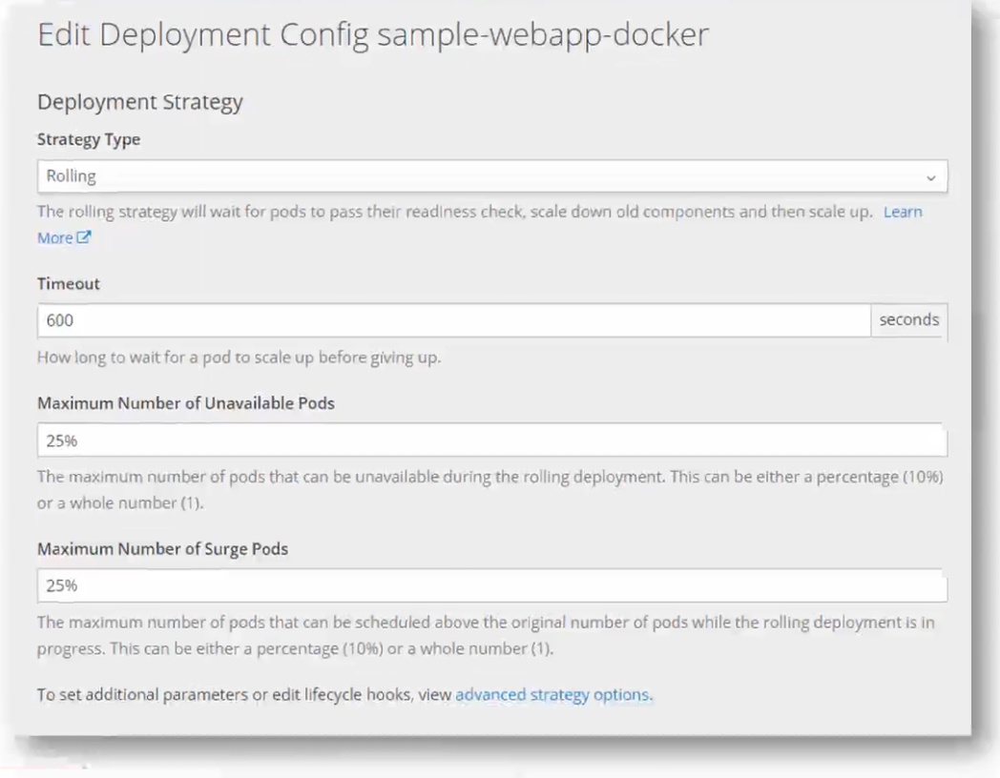 Edit Deployment Config sample-webapp-docker
Deployment Strategy
Strategy Type
Rolling
The rolling strategy will wait for pods to pass their readiness check, scale down old components and then scale up. Learn
More
Timeout
600 seconds
How long to wait for a pod to scale up before giving up.
Maximum Number of Unavailable Pods
25%
The maximum number of pods that can be unavailable during the rolling deployment. This can be either a percentage (10%)
or a whole number (1).
Maximum Number of Surge Pods
25%
The maximum number of pods that can be scheduled above the original number of pods while the rolling deployment is in
progress. This can be either a percentage (10%) or a whole number (1).
To set additional parameters or edit lifecycle hooks, view advanced strategy options.